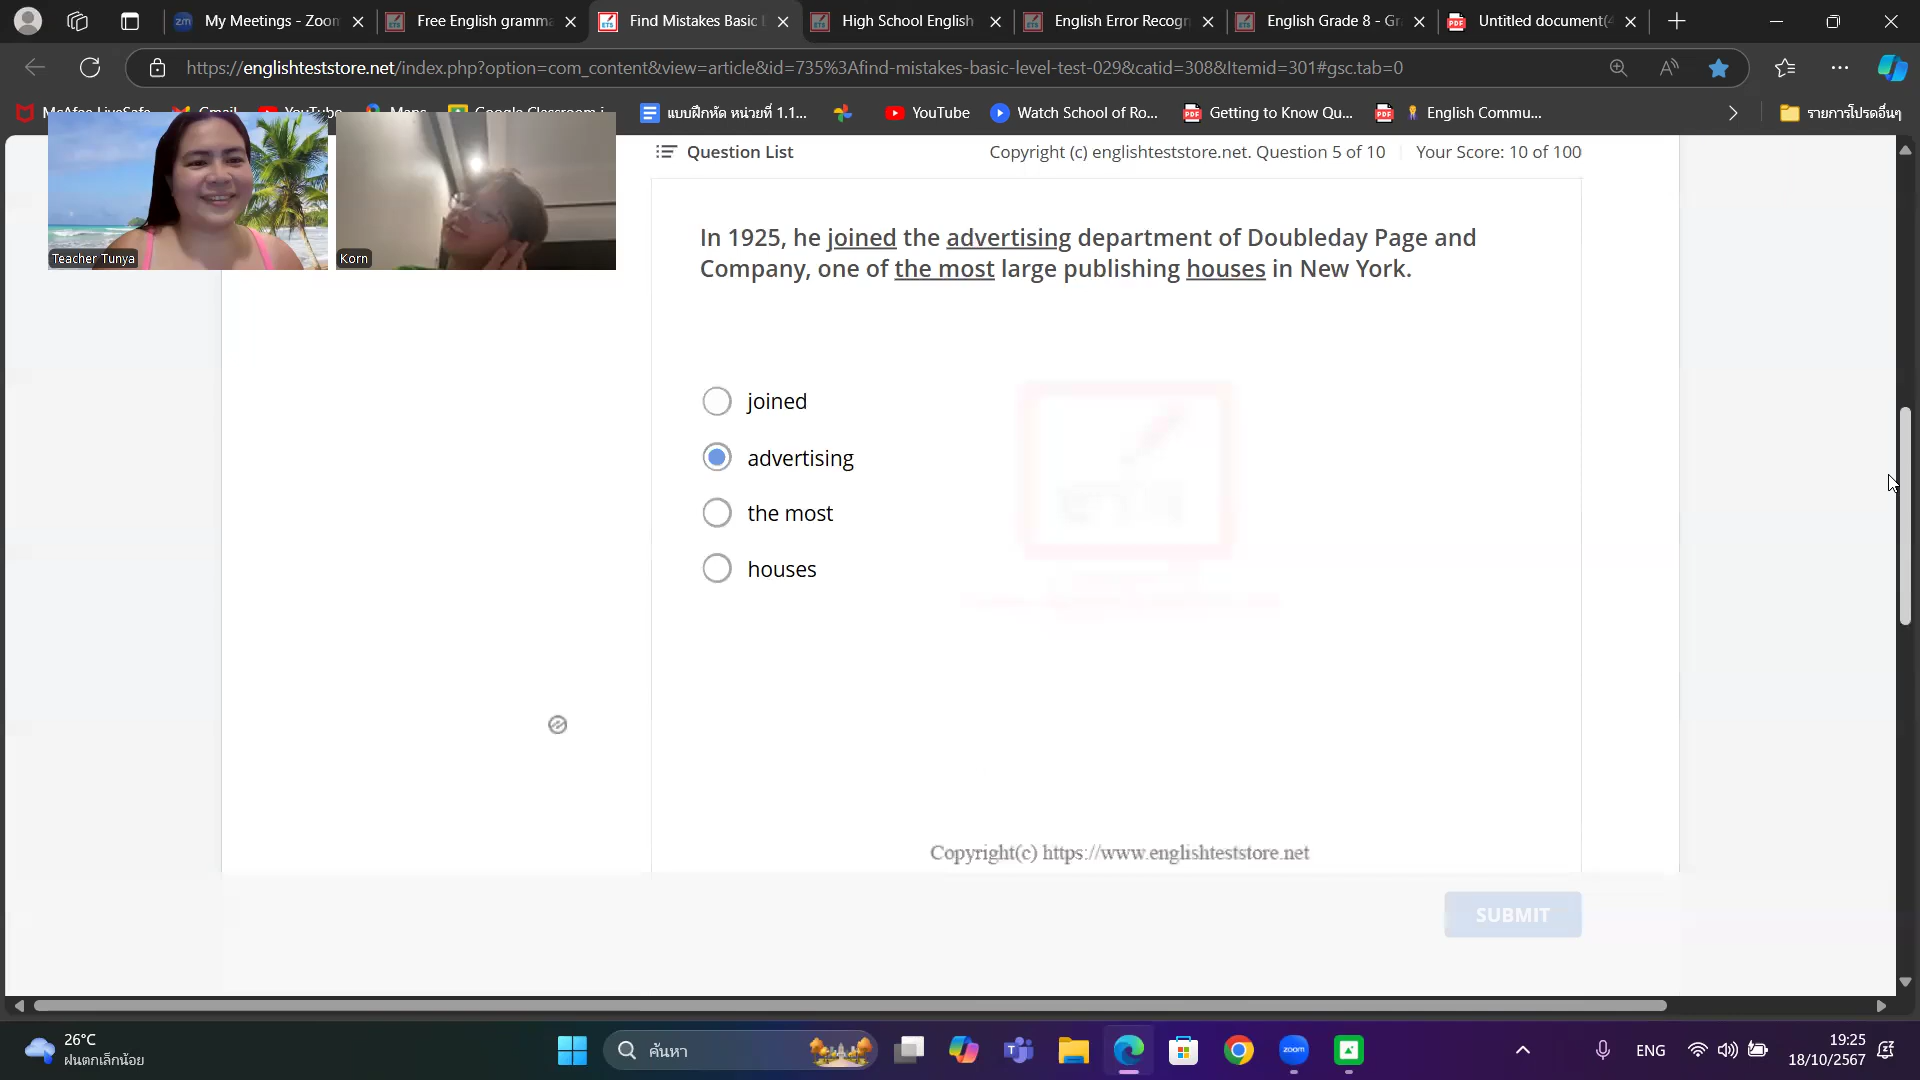 My Meetings - Zoom
Free English gramma
Find Mistakes Basic
High School English
English Error Recogn
English Grade 8 - Gr
Untitled document(
https://englishteststore.net/index.php?option=com_content&view=article&id=735%3Afind-mistakes-basic-level-test-029&catid=308&Itemid=301#gsc.tab=0
McAfee LiveSafe
Gmail
YouTube
Maps
Google Classroom
แบบฝึกหัด หน่วยที่ 1.1...
YouTube
Watch School of Ro...
Getting to Know Qu...
English Commu...
รายการโปรดอื่นๆ
Teacher Tunya
Korn
Question List
Copyright (c) englishteststore.net. Question 5 of 10
Your Score: 10 of 100
In 1925, he joined the advertising department of Doubleday Page and
Company, one of the most large publishing houses in New York.
joined
advertising
the most
houses
Copyright(c) https://www.englishteststore.net
SUBMIT
26°C
ฝนตกเล็กน้อย
ค้นหา
zoom
ENG
19:25
18/10/2567